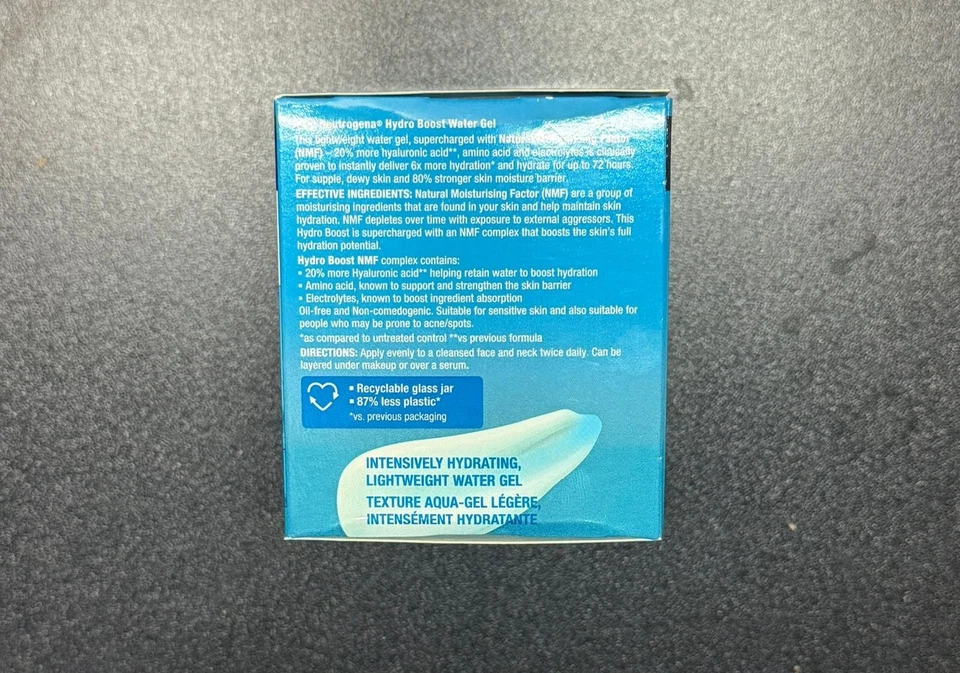 Neutrogena® Hydro Boost Water Gel
This lightweight water gel, supercharged with Natural Factor
(NMF) – 20% more hyaluronic acid**, amino acid and electrolytes is clinically
proven to instantly deliver 6x more hydration* and hydrate for up to 72 hours.
For supple, dewy skin and 80% stronger skin moisture barrier.
EFFECTIVE INGREDIENTS: Natural Moisturising Factor (NMF) are a group of
moisturising ingredients that are found in your skin and help maintain skin
hydration. NMF depletes over time with exposure to external aggressors. This
Hydro Boost is supercharged with an NMF complex that boosts the skin's full
hydration potential.
Hydro Boost NMF complex contains:
▪ 20% more Hyaluronic acid** helping retain water to boost hydration
▪ Amino acid, known to support and strengthen the skin barrier
▪ Electrolytes, known to boost ingredient absorption
Oil-free and Non-comedogenic. Suitable for sensitive skin and also suitable for
people who may be prone to acne/spots.
*as compared to untreated control **vs previous formula
DIRECTIONS: Apply evenly to a cleansed face and neck twice daily. Can be
layered under makeup or over a serum.
▪ Recyclable glass jar
▪ 87% less plastic*
*vs. previous packaging
INTENSIVELY HYDRATING,
LIGHTWEIGHT WATER GEL
TEXTURE AQUA-GEL LÉGÈRE,
INTENSÉMENT HYDRATANTE